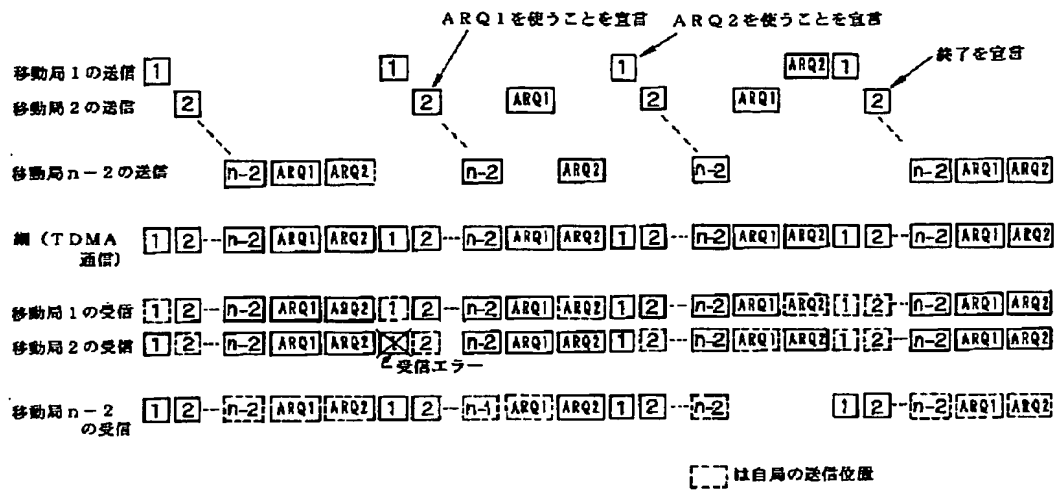 ARQ1を使うことを宣言
ARQ2を使うことを宣言
終了を宣言
移動局1の送信 1 1 1 ARQ2 1
移動局2の送信 2 2 ARQ1 2 ARQ1 2
移動局n-2の送信 n-2 ARQ1 ARQ2 n-2 ARQ2 n-2 n-2 ARQ1 ARQ2
網(TDMA 1 2 n-2 ARQ1 ARQ2 1 2 n-2 ARQ1 ARQ2 1 2 n-2 ARQ1 ARQ2 1 2 n-2 ARQ1 ARQ2
通信)
移動局1の受信 1 2 n-2 ARQ1 ARQ2 1 2 n-2 ARQ1 ARQ2 1 2 n-2 ARQ1 ARQ2 1 2 n-2 ARQ1 ARQ2
移動局2の受信 1 2 n-2 ARQ1 ARQ2 2 n-2 ARQ1 ARQ2 1 2 n-2 ARQ1 ARQ2 1 2 n-2 ARQ1 ARQ2
受信エラー
移動局n-2 1 2 n-2 ARQ1 ARQ2 1 2 ARQ1 ARQ2 1 2 n-2 1 2 n-2 ARQ1 ARQ2
の受信
は自局の送信位置